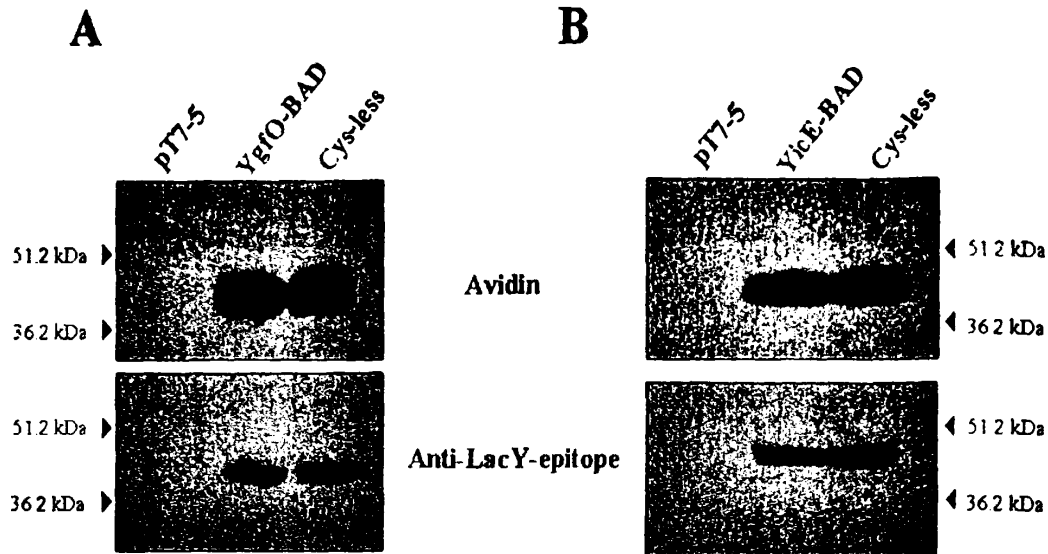 A
B
pT7-5
YgfO-BAD
Cys-less
pT7-5
YicE-BAD
Cys-less
51.2 kDa
36.2 kDa
Avidin
51.2 kDa
36.2 kDa
51.2 kDa
36.2 kDa
Anti-LacY-epitope
51.2 kDa
36.2 kDa